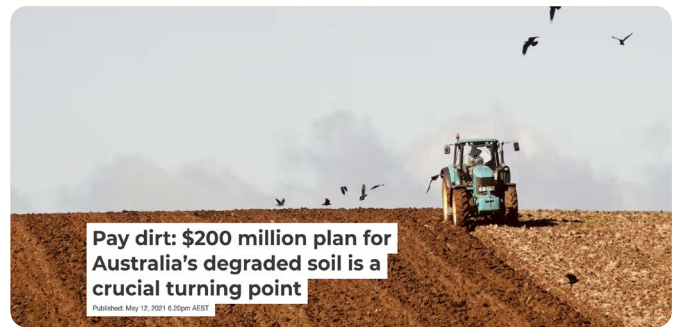 Pay dirt: $200 million plan for
Australia’s degraded soil is a
crucial turning point
Published: May 12, 2021 6.20pm AEST